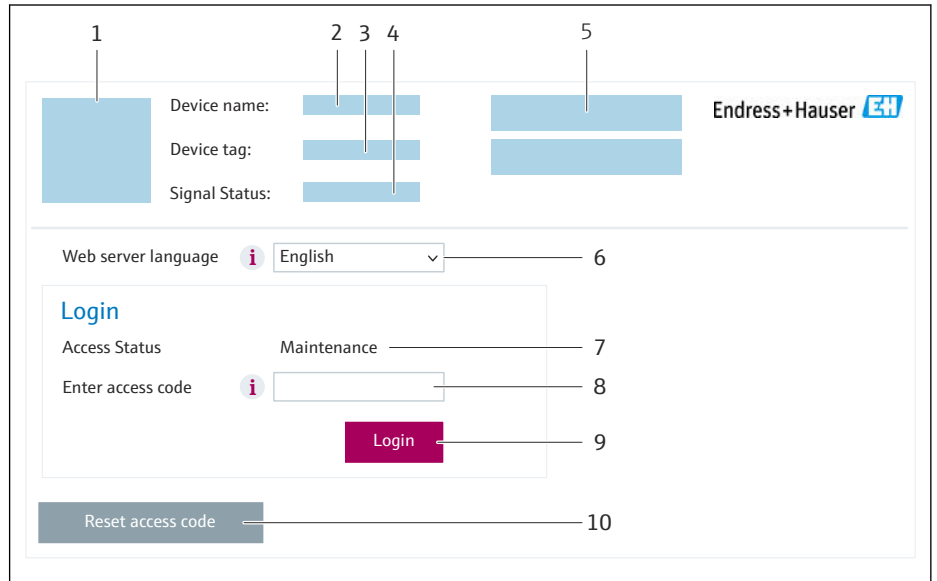 1 2 3 4 5
Device name:
Endress+Hauser EH
Device tag:
Signal Status:
Web server language i English 6
Login
Access Status Maintenance 7
Enter access code i 8
Login 9
Reset access code 10